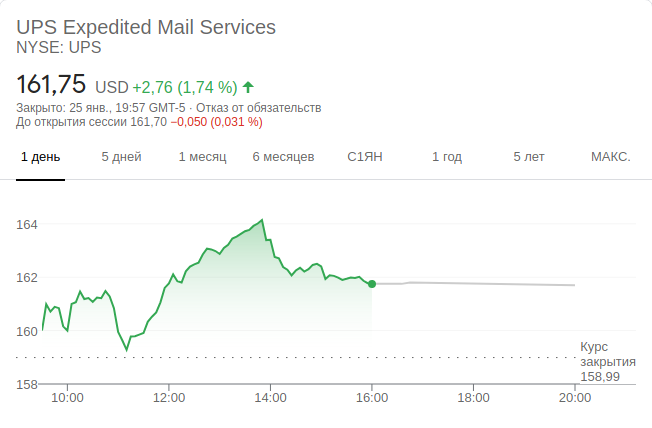 UPS Expedited Mail Services
NYSE: UPS
161,75 USD +2,76 (1,74 %)
Закрыто: 25 янв., 19:57 GMT-5 · Отказ от обязательств
До открытия сессии 161,70 −0,050 (0,031 %)
1 день 5 дней 1 месяц 6 месяцев С1ЯН 1 год 5 лет МАКС.
164
162
160
Курс
закрытия
158,99
158
10:00 12:00 14:00 16:00 18:00 20:00